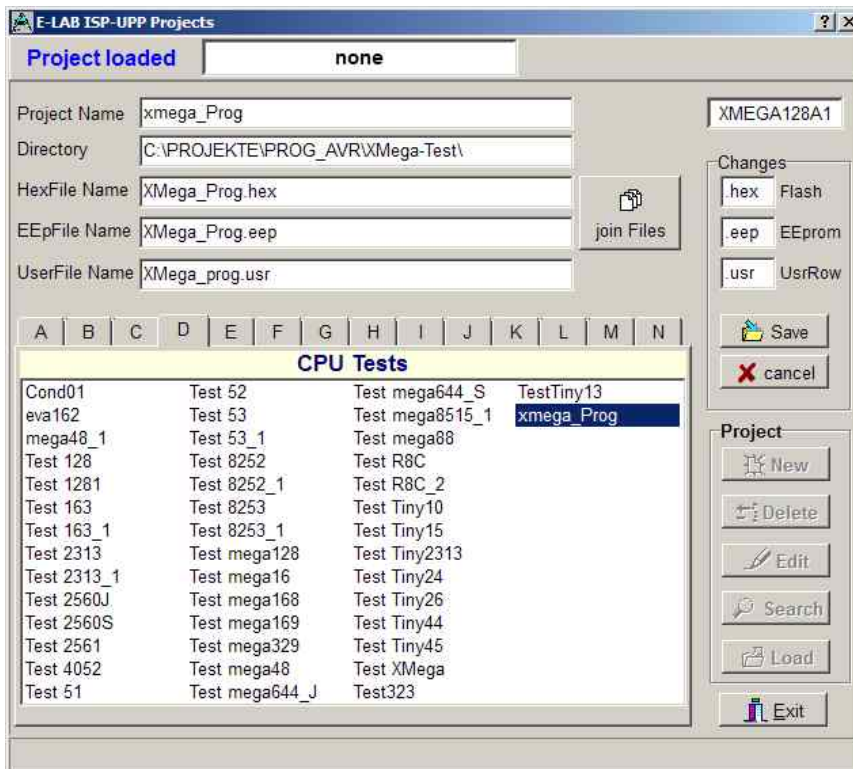 E-LAB ISP-UPP Projects
Project loaded none
Project Name xmega_Prog XMEGA128A1
Directory C:\PROJEKTE\PROG_AVR\XMega-Test\
Changes
HexFile Name XMega_Prog.hex .hex Flash
join Files
EEpFile Name XMega_Prog.eep .eep EEprom
UserFile Name XMega_prog.usr .usr UsrRow
A B C D E F G H I J K L M N
Save
cancel
CPU Tests
Cond01 Test 52 Test mega644_S TestTiny13
eva162 Test 53 Test mega8515_1 xmega_Prog
mega48_1 Test 53_1 Test mega88
Test 128 Test 8252 Test R8C
Test 1281 Test 8252_1 Test R8C_2
Test 163 Test 8253 Test Tiny10
Test 163_1 Test 8253_1 Test Tiny15
Test 2313 Test mega128 Test Tiny2313
Test 2313_1 Test mega16 Test Tiny24
Test 2560J Test mega168 Test Tiny26
Test 2560S Test mega169 Test Tiny44
Test 2561 Test mega329 Test Tiny45
Test 4052 Test mega48 Test XMega
Test 51 Test mega644_J Test323
Project
New
Delete
Edit
Search
Load
Exit